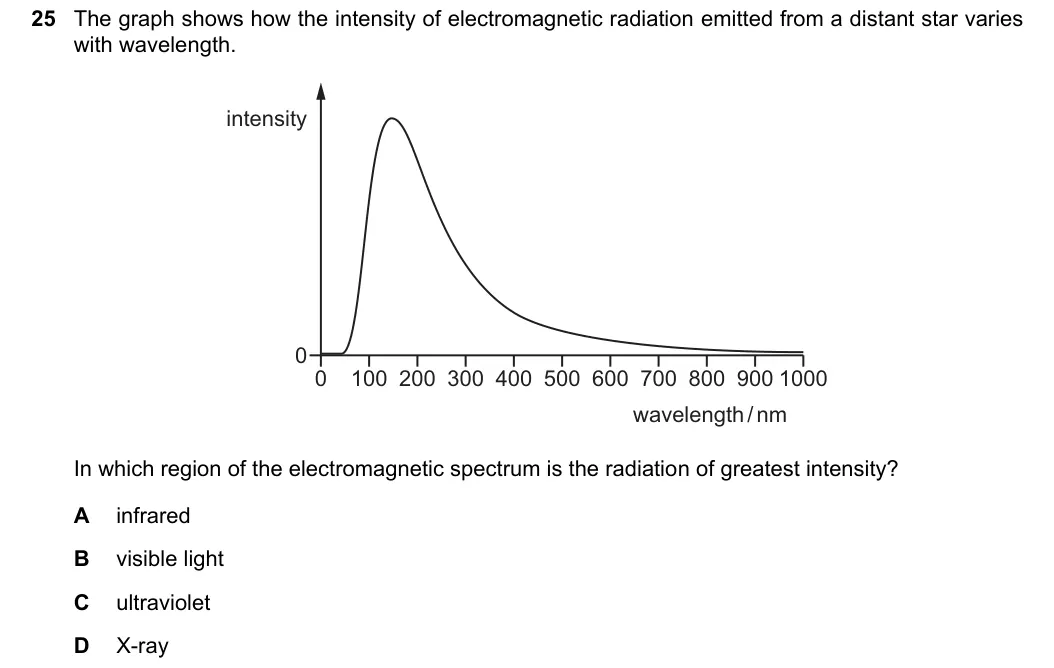 25 The graph shows how the intensity of electromagnetic radiation emitted from a distant star varies
with wavelength.
intensity
0
0 100 200 300 400 500 600 700 800 900 1000
wavelength / nm
In which region of the electromagnetic spectrum is the radiation of greatest intensity?
A infrared
B visible light
C ultraviolet
D X-ray